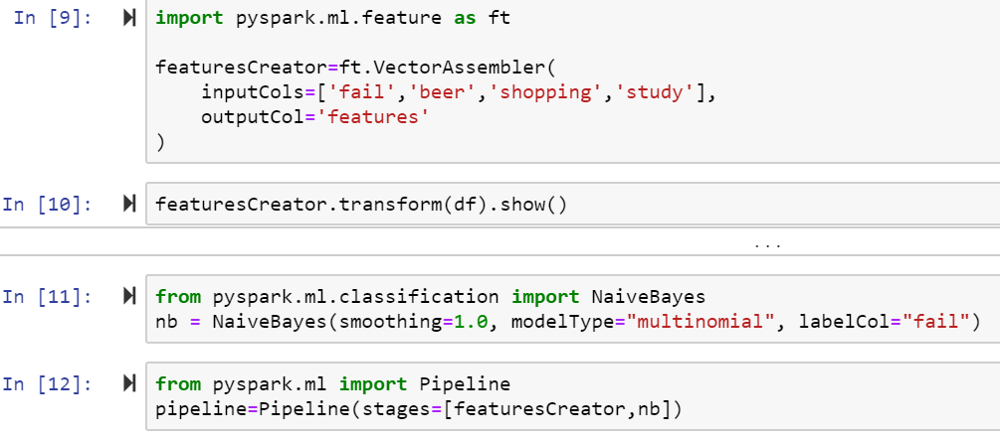 In [9]:
import pyspark.ml.feature as ft
featuresCreator=ft.VectorAssembler(
    inputCols=['fail','beer','shopping','study'],
    outputCol='features'
)
In [10]:
featuresCreator.transform(df).show()
...
In [11]:
from pyspark.ml.classification import NaiveBayes
nb = NaiveBayes(smoothing=1.0, modelType="multinomial", labelCol="fail")
In [12]:
from pyspark.ml import Pipeline
pipeline=Pipeline(stages=[featuresCreator,nb])